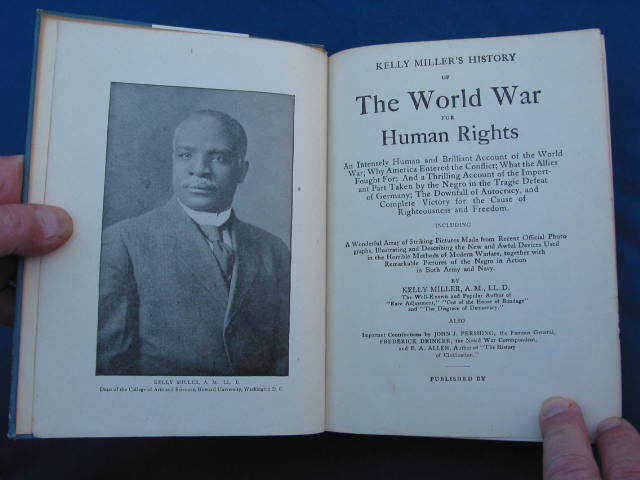 KELLY MILLER, A. M., LL. D.
Dean of the College of Arts and Sciences, Howard University, Washington D. C.
KELLY MILLER'S HISTORY
OF
The World War
FOR
Human Rights
An Intensely Human and Brilliant Account of the World
War; Why America Entered the Conflict; What the Allies
Fought For; And a Thrilling Account of the Import-
ant Part Taken by the Negro in the Tragic Defeat
of Germany; The Downfall of Autocracy, and
Complete Victory for the Cause of
Righteousness and Freedom.
INCLUDING
A Wonderful Array of Striking Pictures Made from Recent Official Photo-
graphs, Illustrating and Describing the New and Awful Devices Used
in the Horrible Methods of Modern Warfare, together with
Remarkable Pictures of the Negro in Action
in Both Army and Navy.
BY
KELLY MILLER, A.M., LL. D.
The Well-Known and Popular Author of
"Race Adjustment," "Out of the House of Bondage"
and "The Disgrace of Democracy."
ALSO
Important Contributions by JOHN J. PERSHING, the Famous General,
FREDERICK DRINKER, the Noted War Correspondent,
and E. A. ALLEN, Author of "The History
of Civilization."
PUBLISHED BY